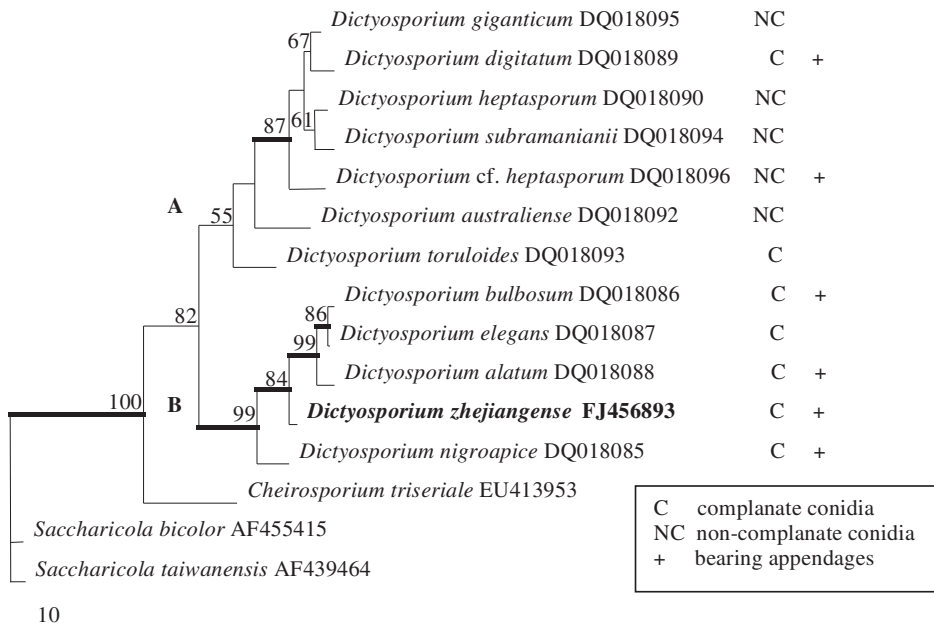 Dictyosporium giganticum DQ018095 NC
67
Dictyosporium digitatum DQ018089 C +
Dictyosporium heptasporum DQ018090 NC
87 61
Dictyosporium subramanianii DQ018094 NC
Dictyosporium cf. heptasporum DQ018096 NC +
A
55
Dictyosporium australiense DQ018092 NC
Dictyosporium toruloides DQ018093 C
Dictyosporium bulbosum DQ018086 C +
82 86
Dictyosporium elegans DQ018087 C
99
Dictyosporium alatum DQ018088 C +
84
100 B
Dictyosporium zhejiangense FJ456893 C +
99
Dictyosporium nigroapice DQ018085 C +
Cheirosporium triseriale EU413953
Saccharicola bicolor AF455415
Saccharicola taiwanensis AF439464
10
C complanate conidia
NC non-complanate conidia
+ bearing appendages